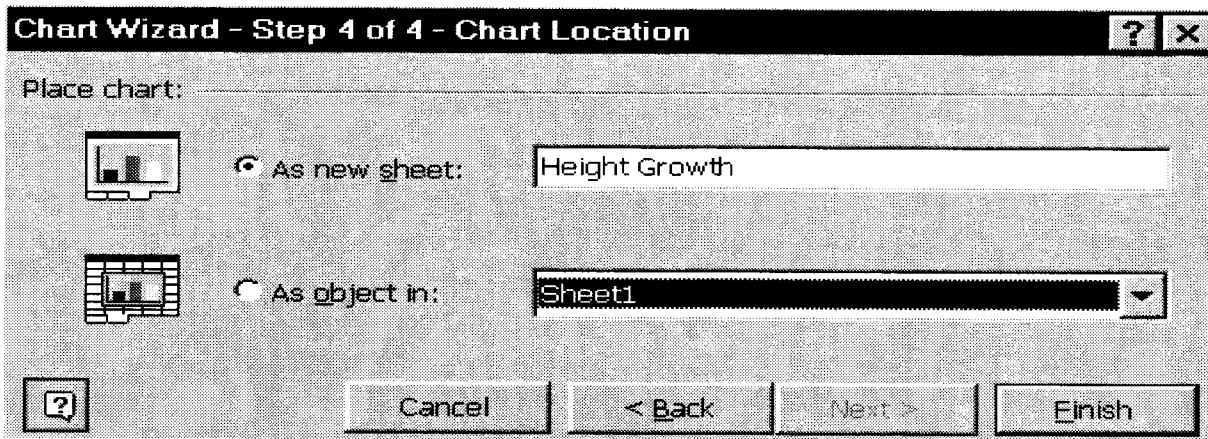 Chart Wizard - Step 4 of 4 - Chart Location ? ×
Place chart:
As new sheet: Height Growth
As object in: Sheet1
? Cancel < Back Next > Finish